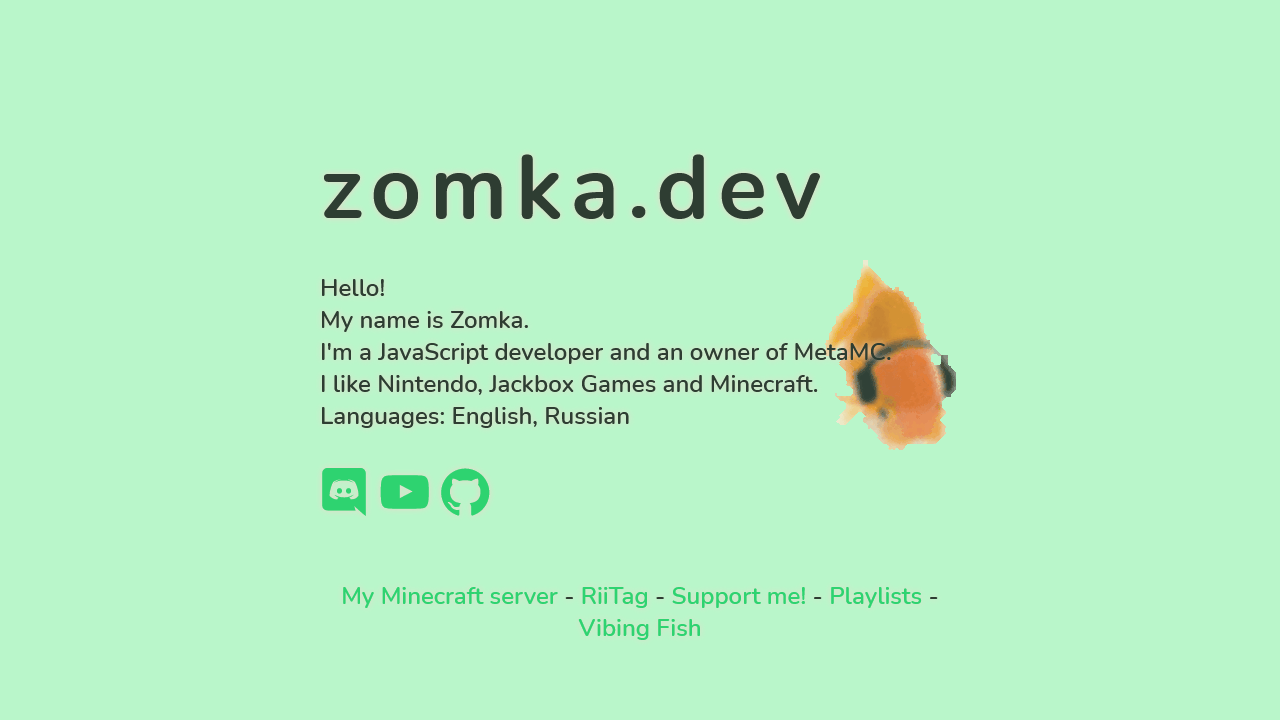 zomka.dev
Hello!
My name is Zomka.
I'm a JavaScript developer and an owner of MetaMC.
I like Nintendo, Jackbox Games and Minecraft.
Languages: English, Russian
My Minecraft server - RiiTag - Support me! - Playlists -
Vibing Fish